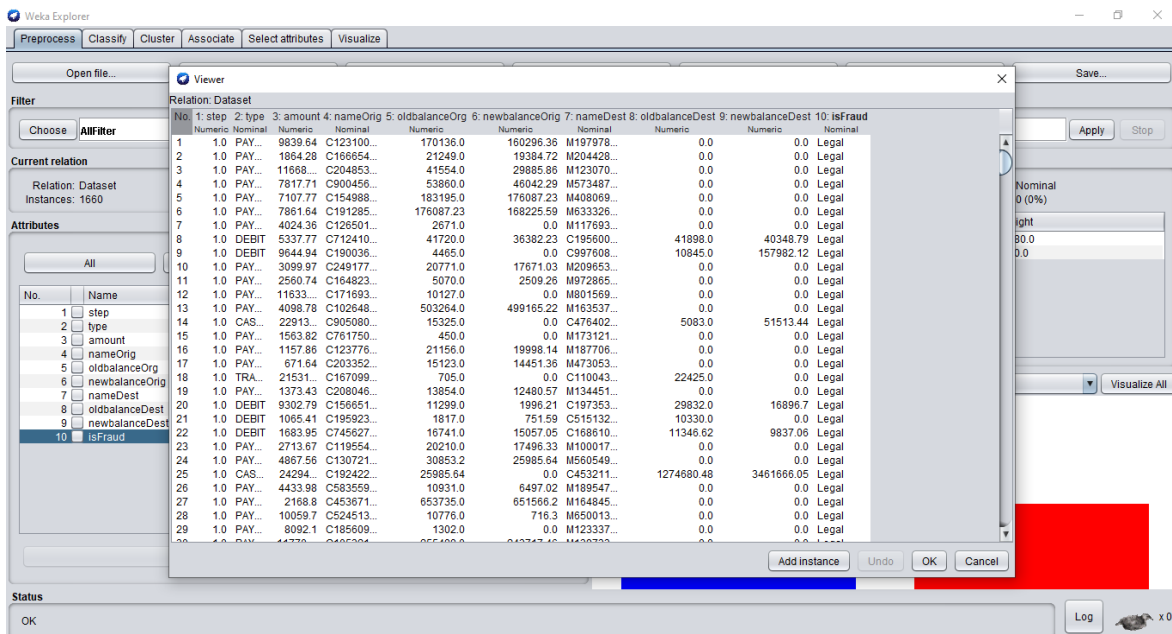 Weka Explorer
Preprocess Classify Cluster Associate Select attributes Visualize
Open file... Save...
Viewer
Filter
Relation: Dataset
No. 1: step 2: type 3: amount 4: nameOrig 5: oldbalanceOrg 6: newbalanceOrig 7: nameDest 8: oldbalanceDest 9: newbalanceDest 10: isFraud
Numeric Nominal Numeric Nominal Numeric Numeric Nominal Numeric Numeric Nominal
Choose AllFilter Apply Stop
1 1.0 PAY... 9839.64 C123100... 170136.0 160296.36 M197978... 0.0 0.0 Legal
2 1.0 PAY... 1864.28 C166654... 21249.0 19384.72 M204428... 0.0 0.0 Legal
3 1.0 PAY... 11668.... C204853... 41554.0 29885.86 M123070... 0.0 0.0 Legal
4 1.0 PAY... 7817.71 C900456... 53860.0 46042.29 M573487... 0.0 0.0 Legal
5 1.0 PAY... 7107.77 C154988... 183195.0 176087.23 M408069... 0.0 0.0 Legal
6 1.0 PAY... 7861.64 C191285... 176087.23 168225.59 M633326... 0.0 0.0 Legal
7 1.0 PAY... 4024.36 C126501... 2671.0 0.0 M117693... 0.0 0.0 Legal
8 1.0 DEBIT 5337.77 C712410... 41720.0 36382.23 C195600... 41898.0 40348.79 Legal
9 1.0 DEBIT 9644.94 C190036... 4465.0 0.0 C997608... 10845.0 157982.12 Legal
10 1.0 PAY... 3099.97 C249177... 20771.0 17671.03 M209653... 0.0 0.0 Legal
11 1.0 PAY... 2560.74 C164823... 5070.0 2509.26 M972865... 0.0 0.0 Legal
12 1.0 PAY... 11633.... C171693... 10127.0 0.0 M801569... 0.0 0.0 Legal
13 1.0 PAY... 4098.78 C102648... 503264.0 499165.22 M163537... 0.0 0.0 Legal
14 1.0 CAS... 22913... C905080... 15325.0 0.0 C476402... 5083.0 51513.44 Legal
15 1.0 PAY... 1563.82 C761750... 450.0 0.0 M173121... 0.0 0.0 Legal
16 1.0 PAY... 1157.86 C123776... 21156.0 19998.14 M187706... 0.0 0.0 Legal
17 1.0 PAY... 671.64 C203352... 15123.0 14451.36 M473053... 0.0 0.0 Legal
18 1.0 TRA... 21531... C167099... 705.0 0.0 C110043... 22425.0 0.0 Legal
19 1.0 PAY... 1373.43 C208046... 13854.0 12480.57 M134451... 0.0 0.0 Legal
20 1.0 DEBIT 9302.79 C156651... 11299.0 1996.21 C197353... 29832.0 16896.7 Legal
21 1.0 DEBIT 1065.41 C195923... 1817.0 751.59 C515132... 10330.0 0.0 Legal
22 1.0 DEBIT 1683.95 C745627... 16741.0 15057.05 C168610... 11346.62 9837.06 Legal
23 1.0 PAY... 2713.67 C119554... 20210.0 17496.33 M100017... 0.0 0.0 Legal
24 1.0 PAY... 4867.56 C130721... 30853.2 25985.64 M560549... 0.0 0.0 Legal
25 1.0 CAS... 24294... C192422... 25985.64 0.0 C453211... 1274680.48 3461666.05 Legal
26 1.0 PAY... 4433.98 C583559... 10931.0 6497.02 M189547... 0.0 0.0 Legal
27 1.0 PAY... 2168.8 C453671... 653735.0 651566.2 M164845... 0.0 0.0 Legal
28 1.0 PAY... 10059.7 C524513... 10776.0 716.3 M650013... 0.0 0.0 Legal
29 1.0 PAY... 8092.1 C185609... 1302.0 0.0 M123337... 0.0 0.0 Legal
Add instance Undo OK Cancel
Current relation
Relation: Dataset
Instances: 1660
Attributes
All
No. Name
1 step
2 type
3 amount
4 nameOrig
5 oldbalanceOrg
6 newbalanceOrig
7 nameDest
8 oldbalanceDest
9 newbalanceDest
10 isFraud
Nominal
0 (0%)
Visualize All
Status
OK
Log x 0